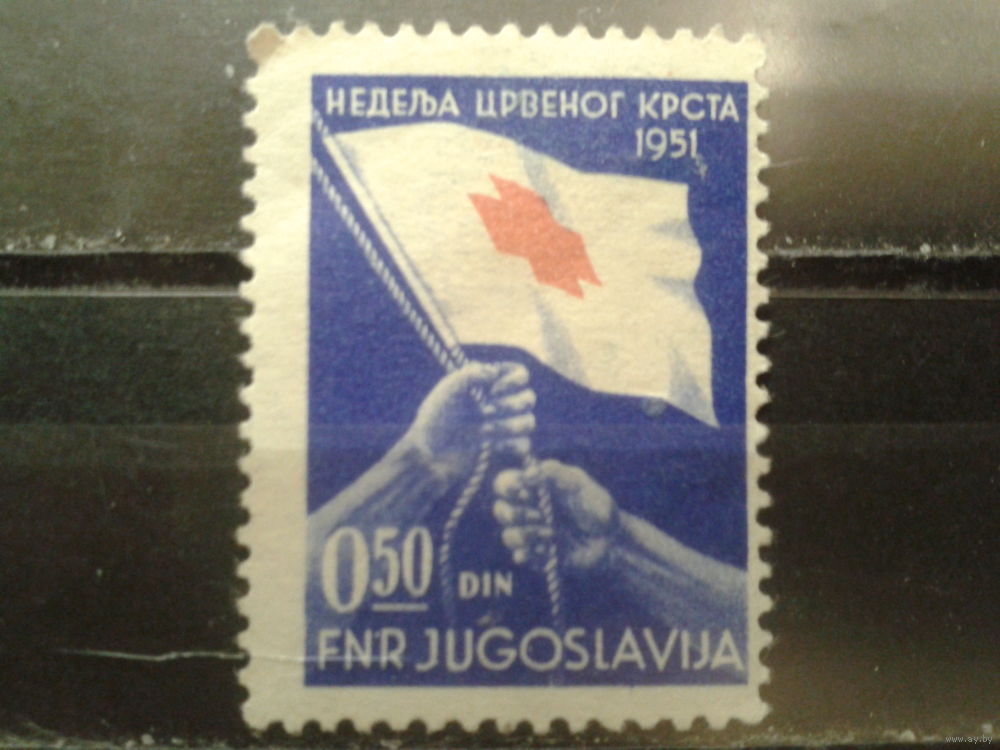 НЕДЕЉА ЦРВЕНОГ КРСТА
1951
0.50 DIN
FNR JUGOSLAVIJA
www.ay.by